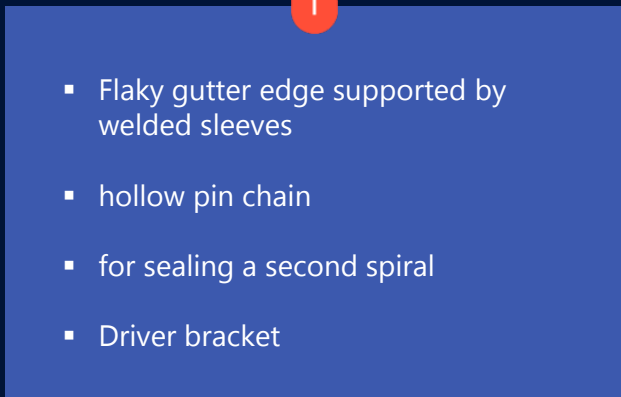 ▪ Flaky gutter edge supported by
welded sleeves
▪ hollow pin chain
▪ for sealing a second spiral
▪ Driver bracket